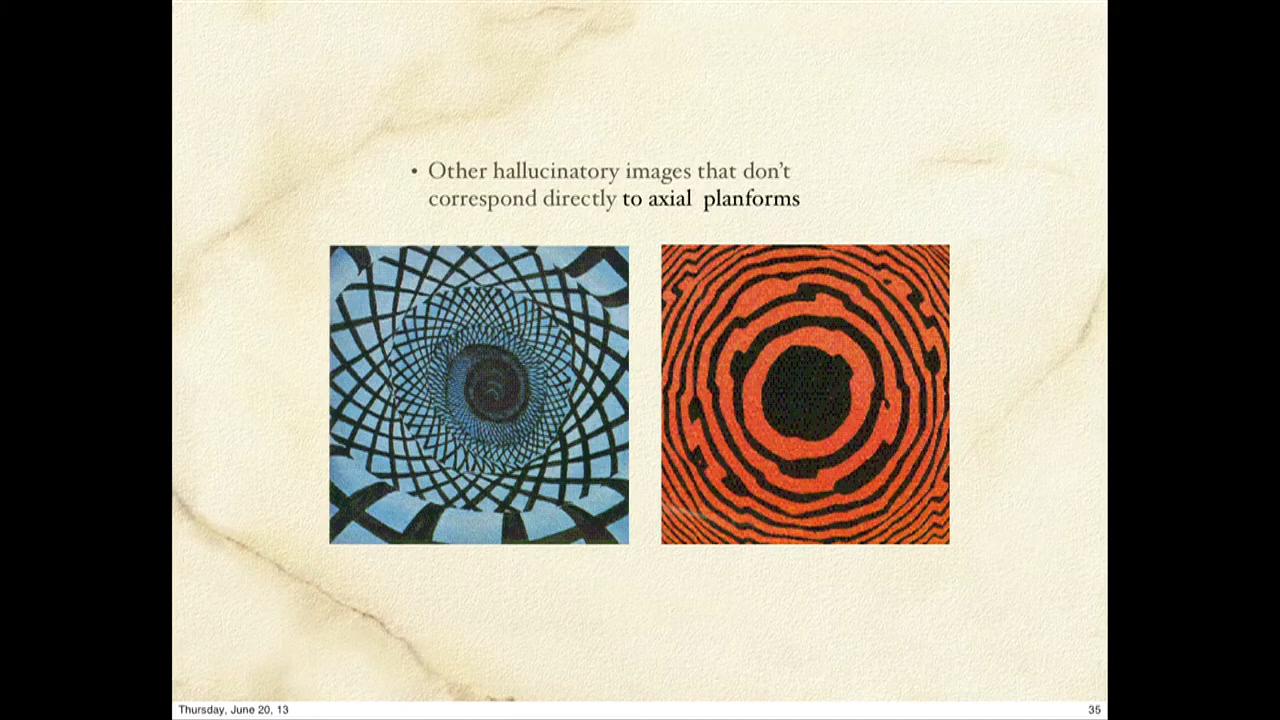 • Other hallucinatory images that don't
correspond directly to axial planforms
Thursday, June 20, 13
35